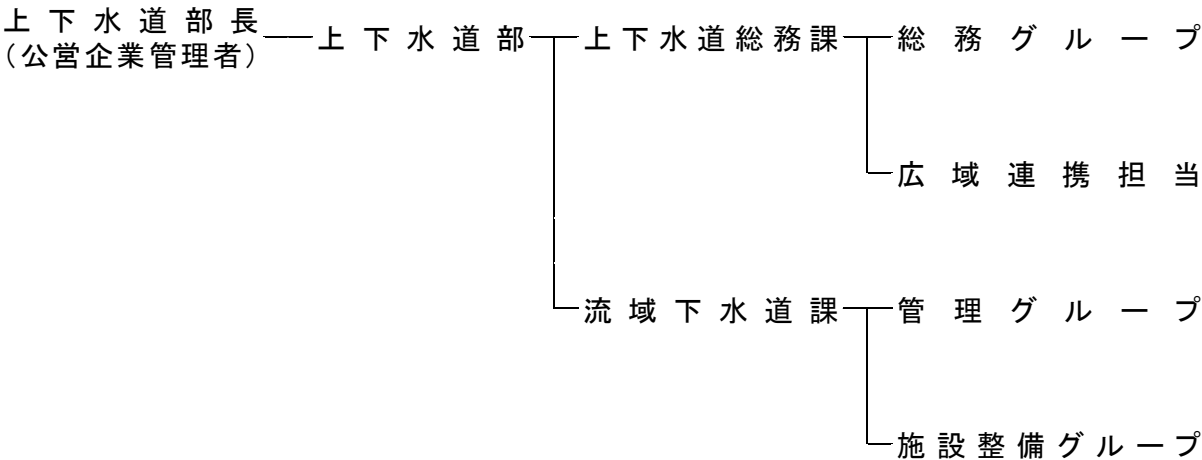 上下水道部長
（公営企業管理者）
上下水道部
上下水道総務課
総務グループ
広域連携担当
流域下水道課
管理グループ
施設整備グループ